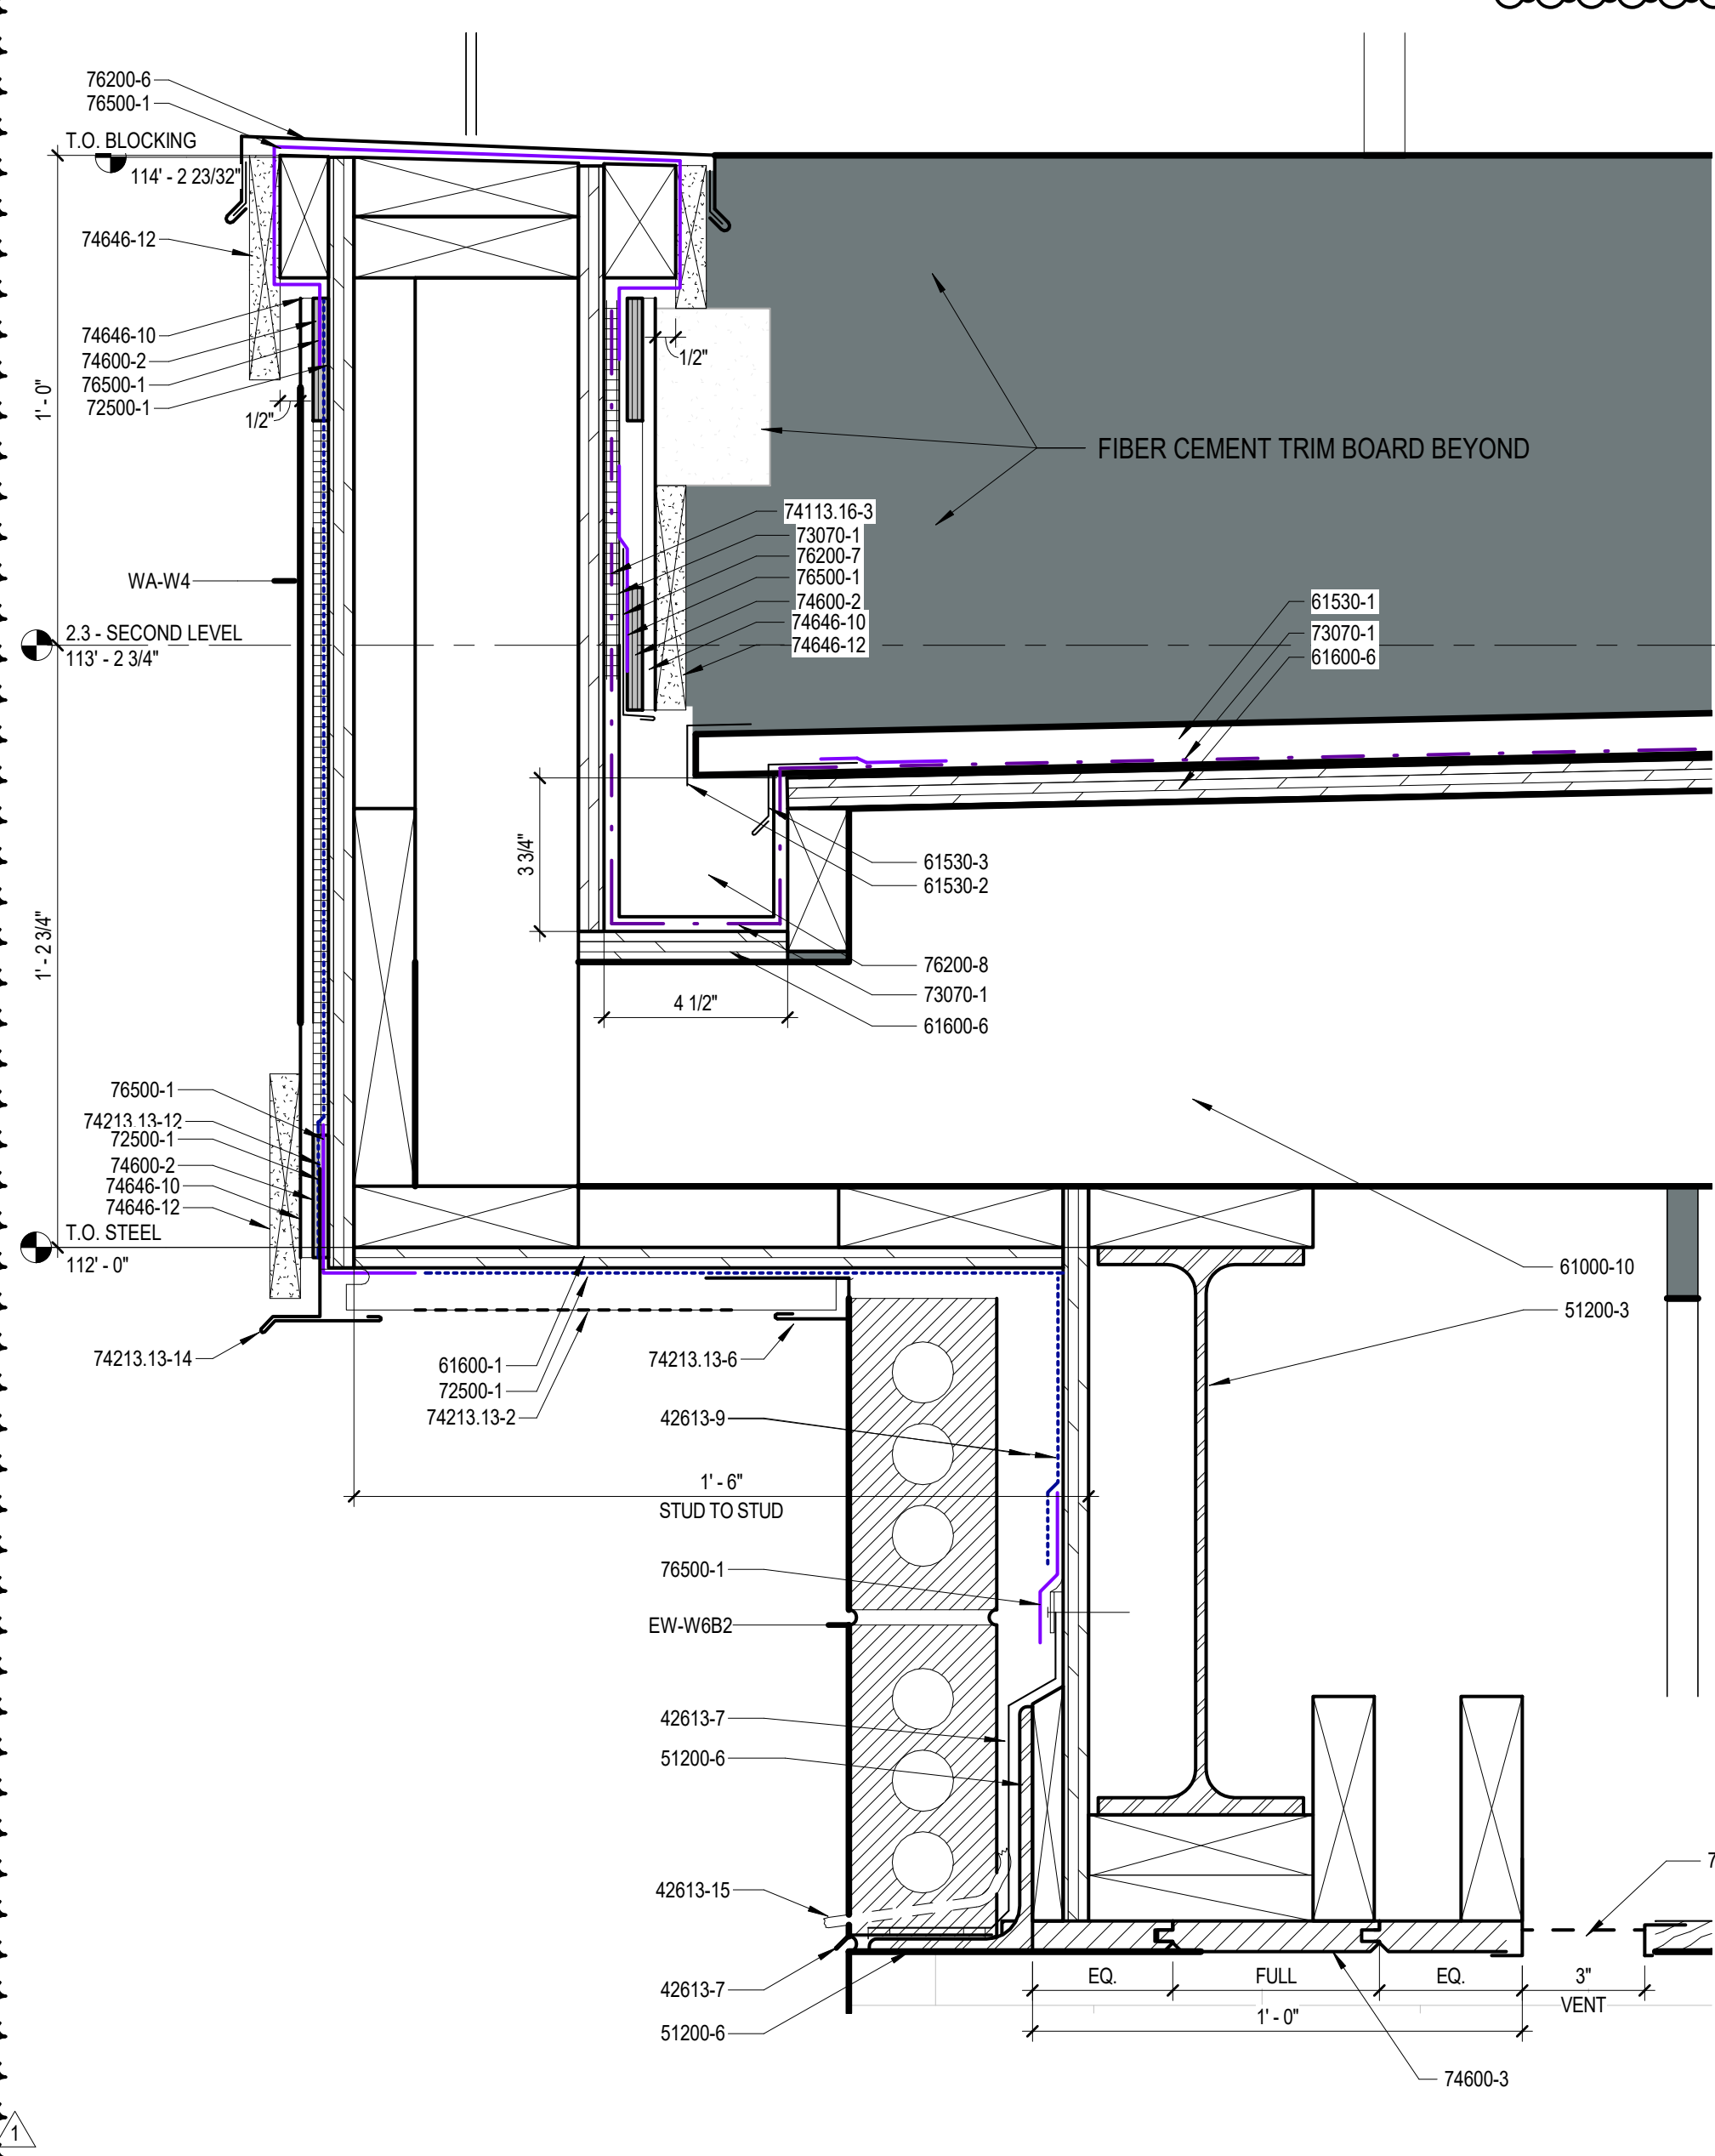 76200-6
76500-1
T.O. BLOCKING
114' - 2 23/32"
74646-12
74646-10
74600-2
76500-1
72500-1
1/2"
1/2"
1' - 0"
FIBER CEMENT TRIM BOARD BEYOND
74113.16-3
73070-1
76200-7
76500-1
74600-2
74646-10
74646-12
WA-W4
2.3 - SECOND LEVEL
113' - 2 3/4"
61530-1
73070-1
61600-6
3 3/4"
61530-3
61530-2
1' - 2 3/4"
76200-8
73070-1
61600-6
4 1/2"
76500-1
74213.13-12
72500-1
74600-2
74646-10
74646-12
T.O. STEEL
112' - 0"
61000-10
51200-3
74213.13-14
61600-1
72500-1
74213.13-2
74213.13-6
42613-9
1' - 6"
STUD TO STUD
76500-1
EW-W6B2
42613-7
51200-6
42613-15
7
42613-7
51200-6
EQ.
FULL
EQ.
3"
VENT
1' - 0"
74600-3
1